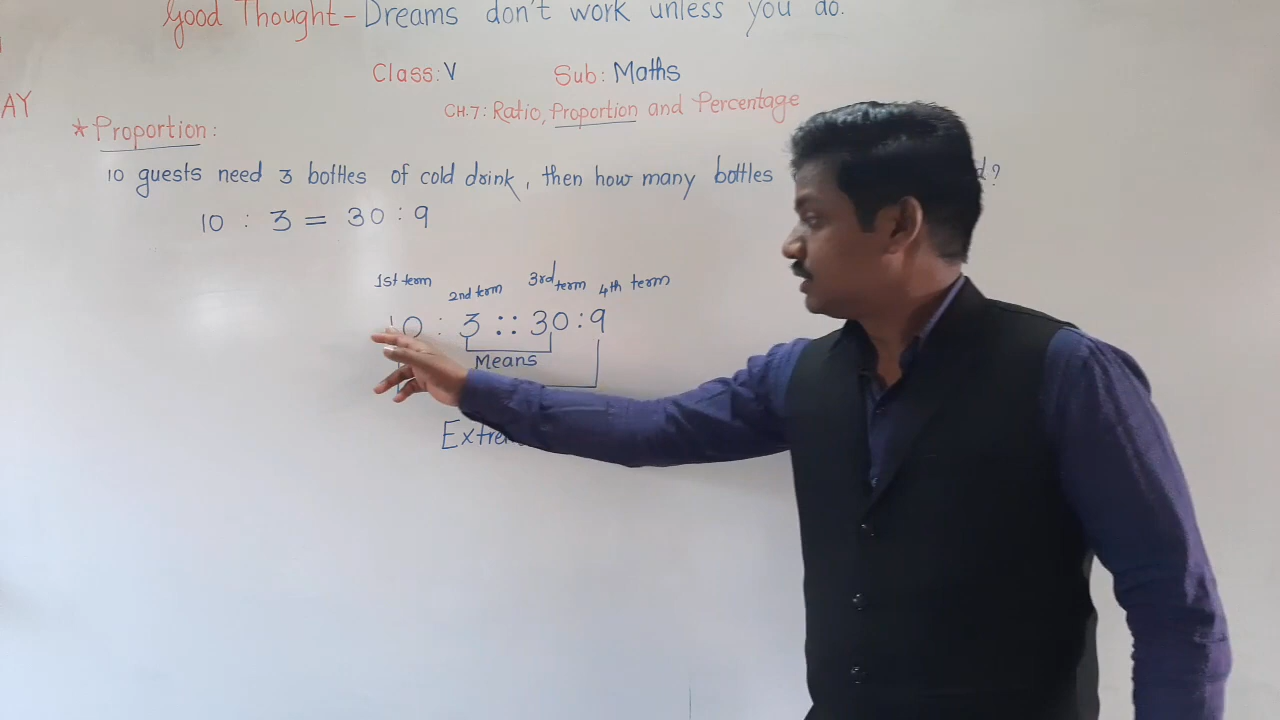 Good Thought - Dreams don't work unless you do.
Class: V Sub: Maths
AY
CH.7: Ratio, Proportion and Percentage
*Proportion:
10 guests need 3 bottles of cold drink, then how many bottles
10 : 3 = 30 : 9
1st term 2nd term 3rd term 4th term
10 : 3 :: 30 : 9
Means